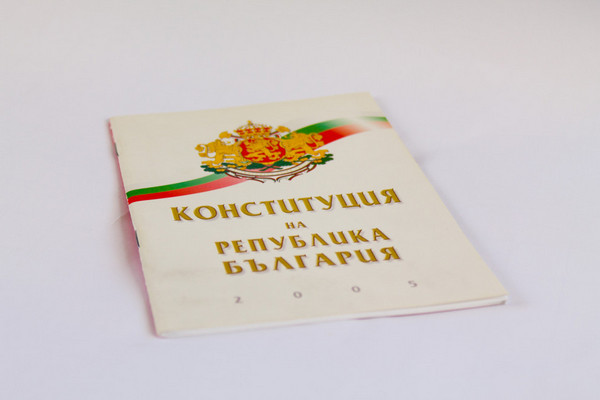 КОНСТИТУЦИЯ
НА
РЕПУБЛИКА
БЪЛГАРИЯ
2005